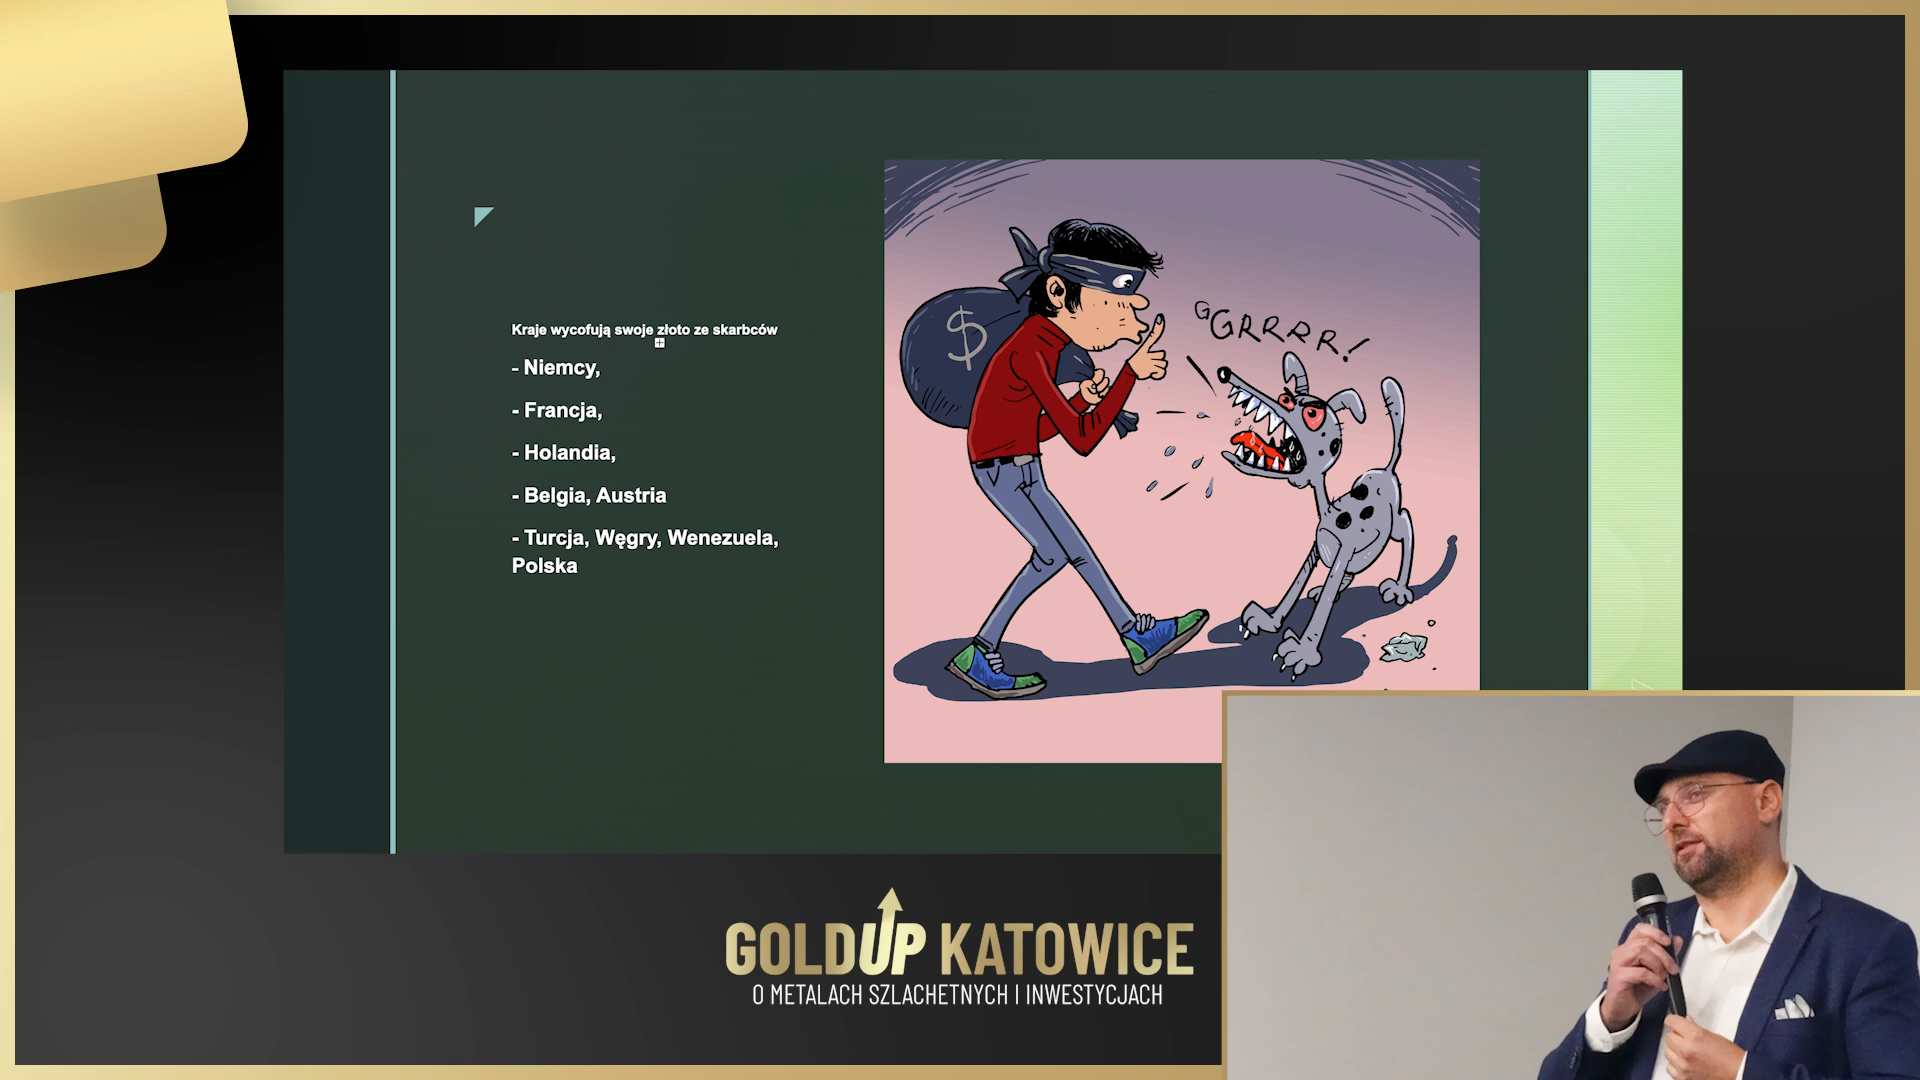 Kraje wycofują swoje złoto ze skarbców
- Niemcy,
- Francja,
- Holandia,
- Belgia, Austria
- Turcja, Węgry, Wenezuela,
Polska
$
GGRRRR!
GOLDUP KATOWICE
O METALACH SZLACHETNYCH I INWESTYCJACH